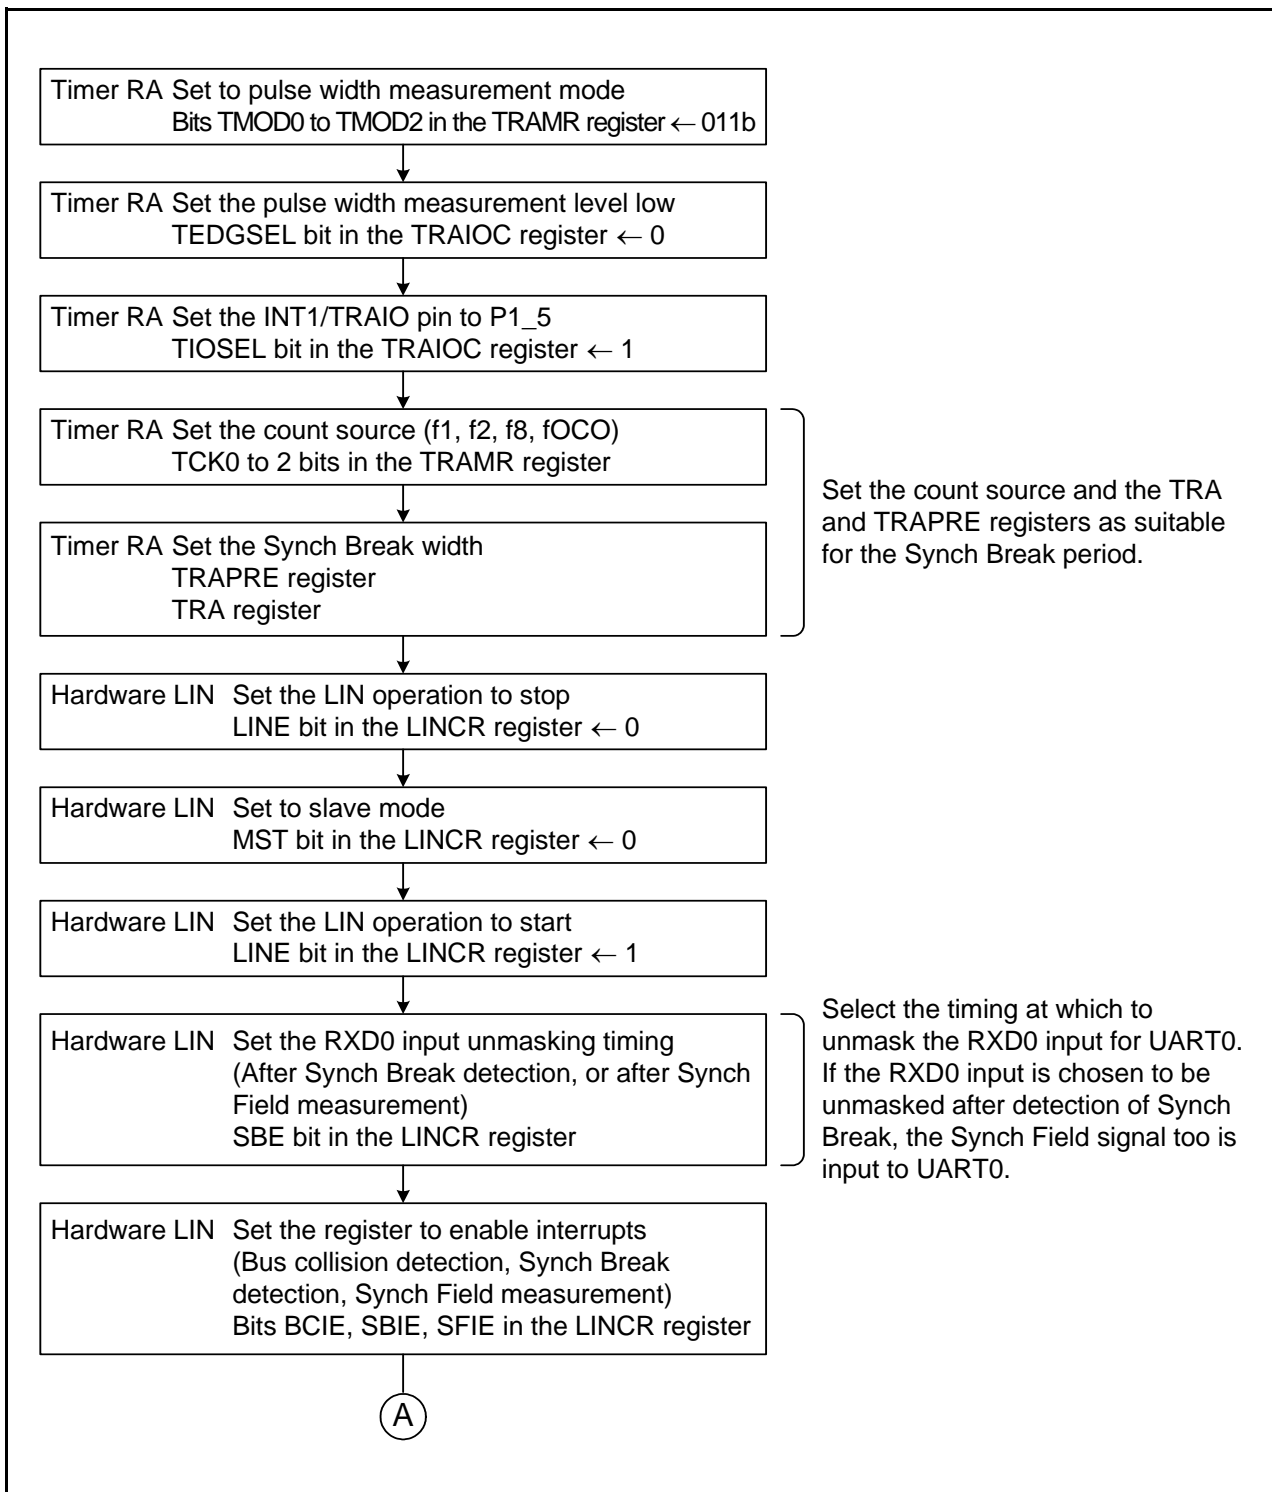 Timer RA Set to pulse width measurement mode
Bits TMOD0 to TMOD2 in the TRAMR register ← 011b
Timer RA Set the pulse width measurement level low
TEDGSEL bit in the TRAIOC register ← 0
Timer RA Set the INT1/TRAIO pin to P1_5
TIOSEL bit in the TRAIOC register ← 1
Timer RA Set the count source (f1, f2, f8, fOCO)
TCK0 to 2 bits in the TRAMR register
Timer RA Set the Synch Break width
TRAPRE register
TRA register
Set the count source and the TRA
and TRAPRE registers as suitable
for the Synch Break period.
Hardware LIN Set the LIN operation to stop
LINE bit in the LINCR register ← 0
Hardware LIN Set to slave mode
MST bit in the LINCR register ← 0
Hardware LIN Set the LIN operation to start
LINE bit in the LINCR register ← 1
Hardware LIN Set the RXD0 input unmasking timing
(After Synch Break detection, or after Synch
Field measurement)
SBE bit in the LINCR register
Select the timing at which to
unmask the RXD0 input for UART0.
If the RXD0 input is chosen to be
unmasked after detection of Synch
Break, the Synch Field signal too is
input to UART0.
Hardware LIN Set the register to enable interrupts
(Bus collision detection, Synch Break
detection, Synch Field measurement)
Bits BCIE, SBIE, SFIE in the LINCR register
A